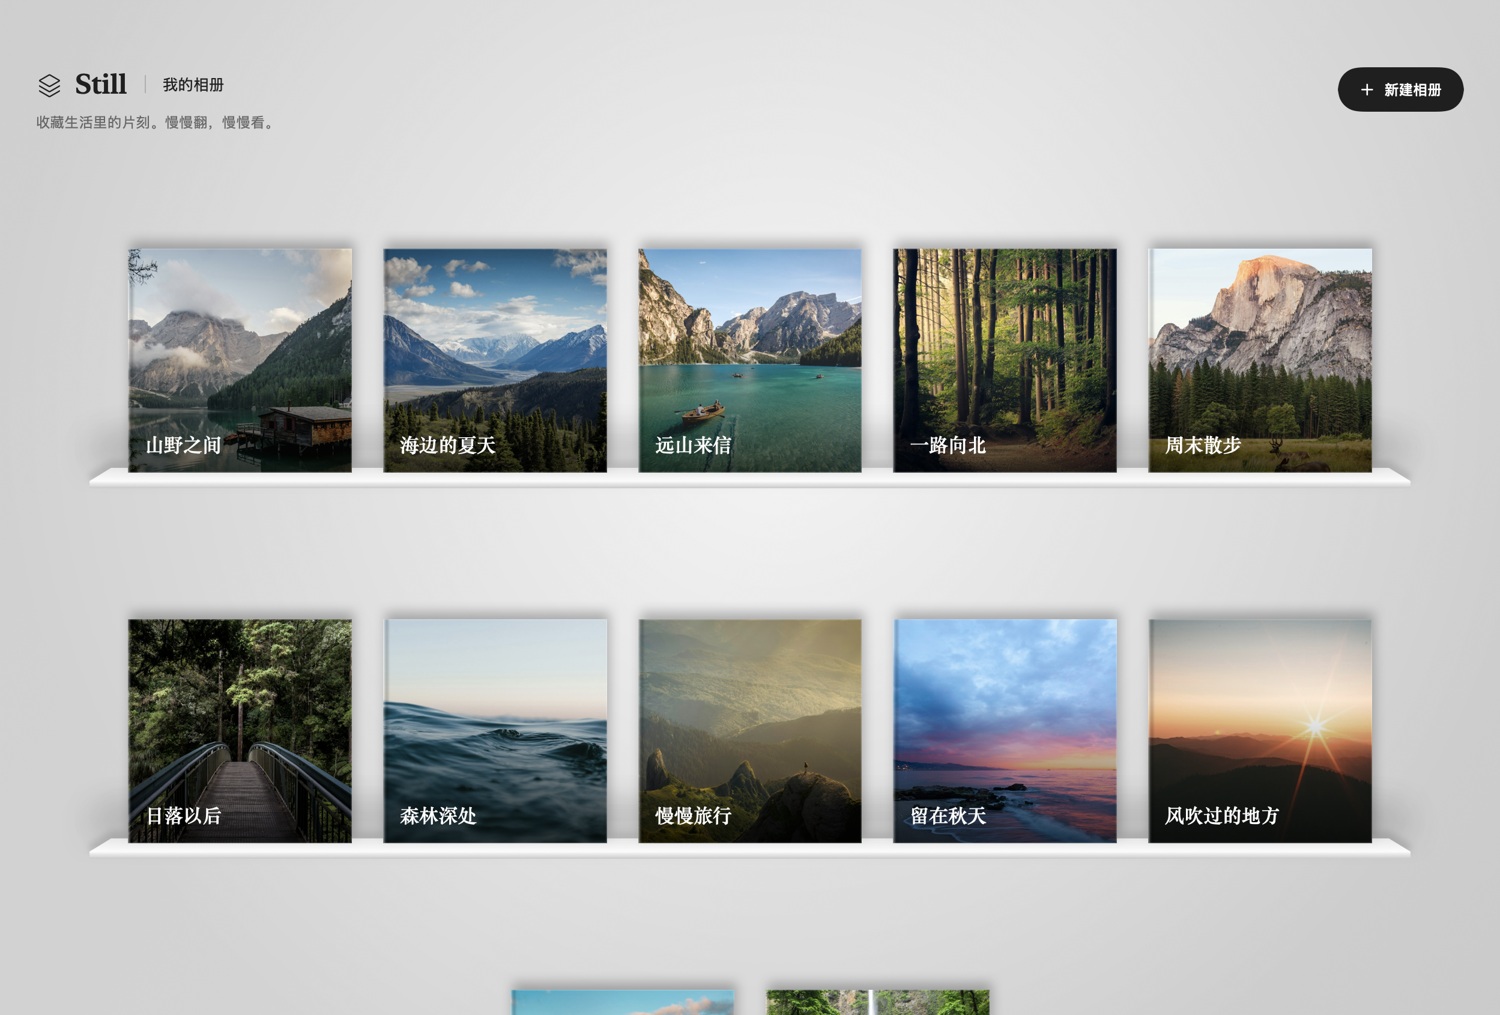 Still 我的相册
新建相册
收藏生活里的片刻。慢慢翻，慢慢看。
山野之间
海边的夏天
远山来信
一路向北
周末散步
日落以后
森林深处
慢慢旅行
留在秋天
风吹过的地方